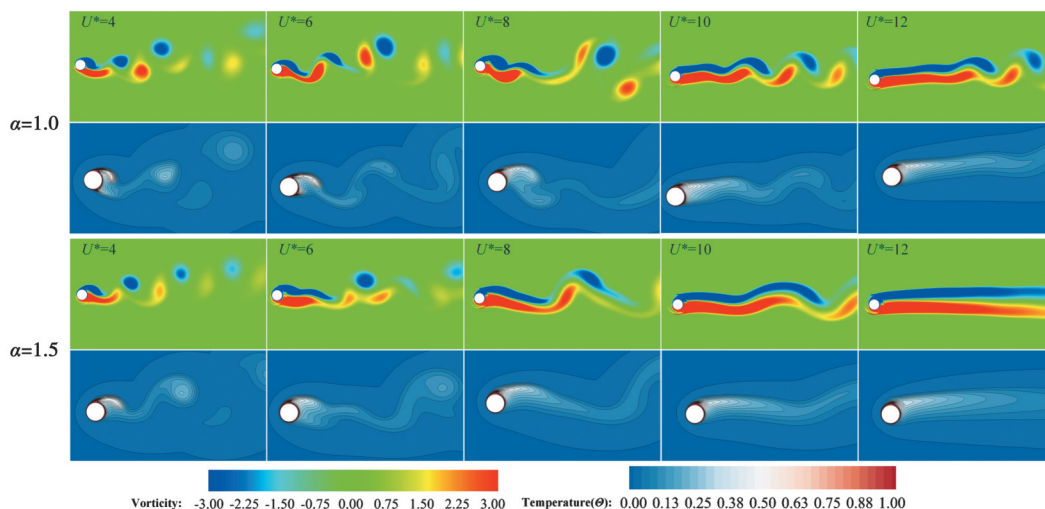 U*=4 U*=6 U*=8 U*=10 U*=12
α=1.0
U*=4 U*=6 U*=8 U*=10 U*=12
α=1.5
Vorticity: -3.00 -2.25 -1.50 -0.75 0.00 0.75 1.50 2.25 3.00
Temperature(Θ) 0.00 0.13 0.25 0.38 0.50 0.63 0.75 0.88 1.00